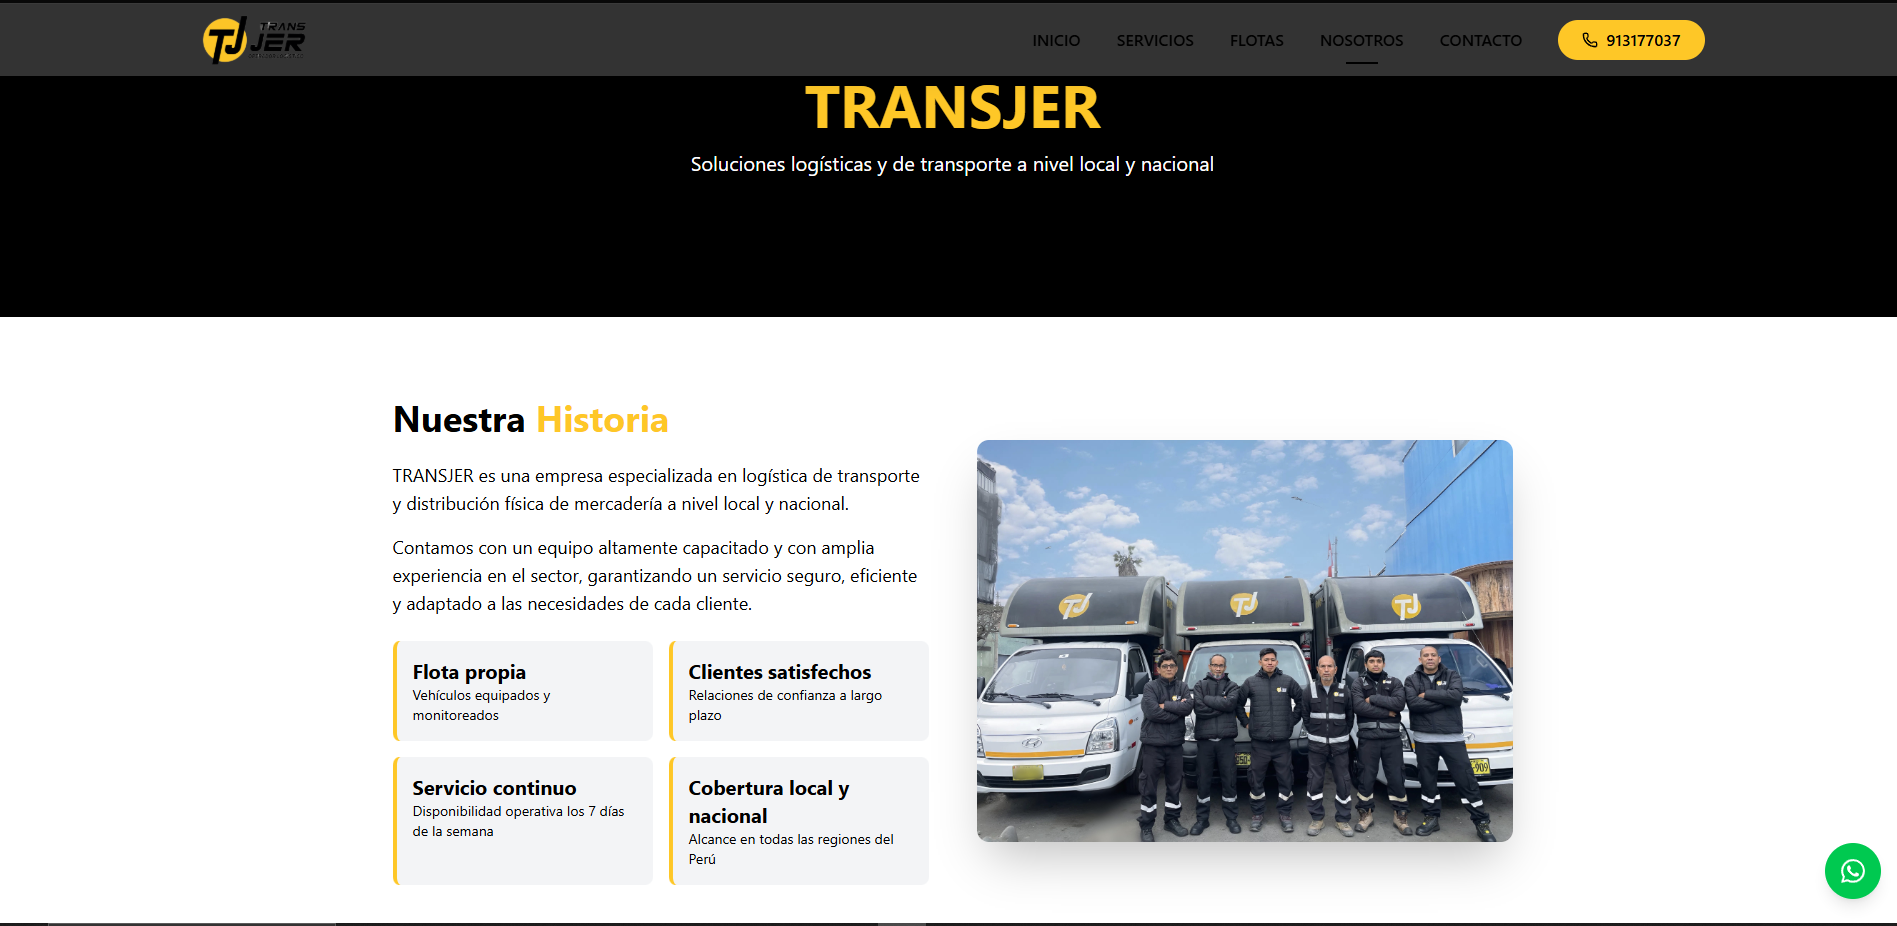 TJ TRANS
JER
INICIO SERVICIOS FLOTAS NOSOTROS CONTACTO 913177037
TRANSJER
Soluciones logísticas y de transporte a nivel local y nacional
Nuestra Historia
TRANSJER es una empresa especializada en logística de transporte
y distribución física de mercadería a nivel local y nacional.
Contamos con un equipo altamente capacitado y con amplia
experiencia en el sector, garantizando un servicio seguro, eficiente
y adaptado a las necesidades de cada cliente.
Flota propia
Vehículos equipados y
monitoreados
Clientes satisfechos
Relaciones de confianza a largo
plazo
Servicio continuo
Disponibilidad operativa los 7 días
de la semana
Cobertura local y
nacional
Alcance en todas las regiones del
Perú
TJ
TJ
TJ